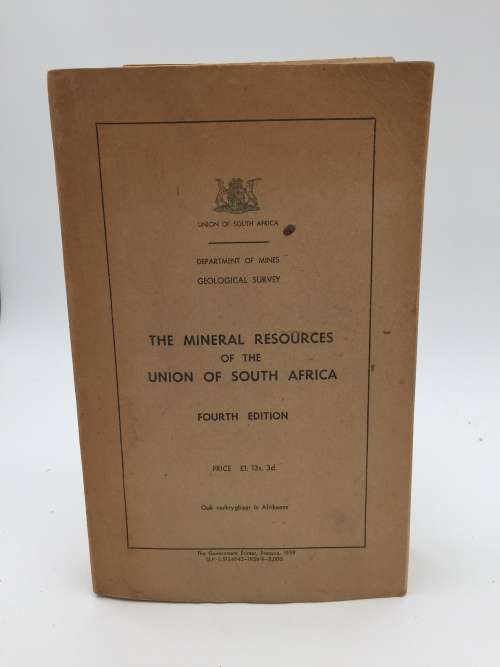 UNION OF SOUTH AFRICA
DEPARTMENT OF MINES
GEOLOGICAL SURVEY
THE MINERAL RESOURCES
OF THE
UNION OF SOUTH AFRICA
FOURTH EDITION
PRICE £1. 13s. 3d.
Ook verkrygbaar in Afrikaans
The Government Printer, Pretoria, 1959